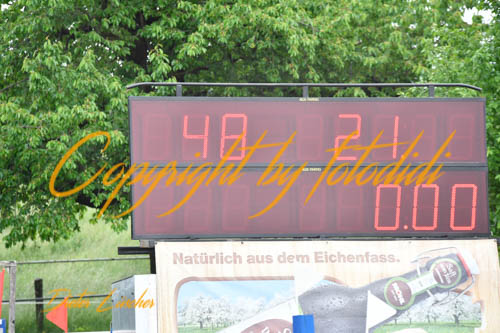 48 21
0.00
Copyright by fotodidi
Natürlich aus dem Eichenfass.